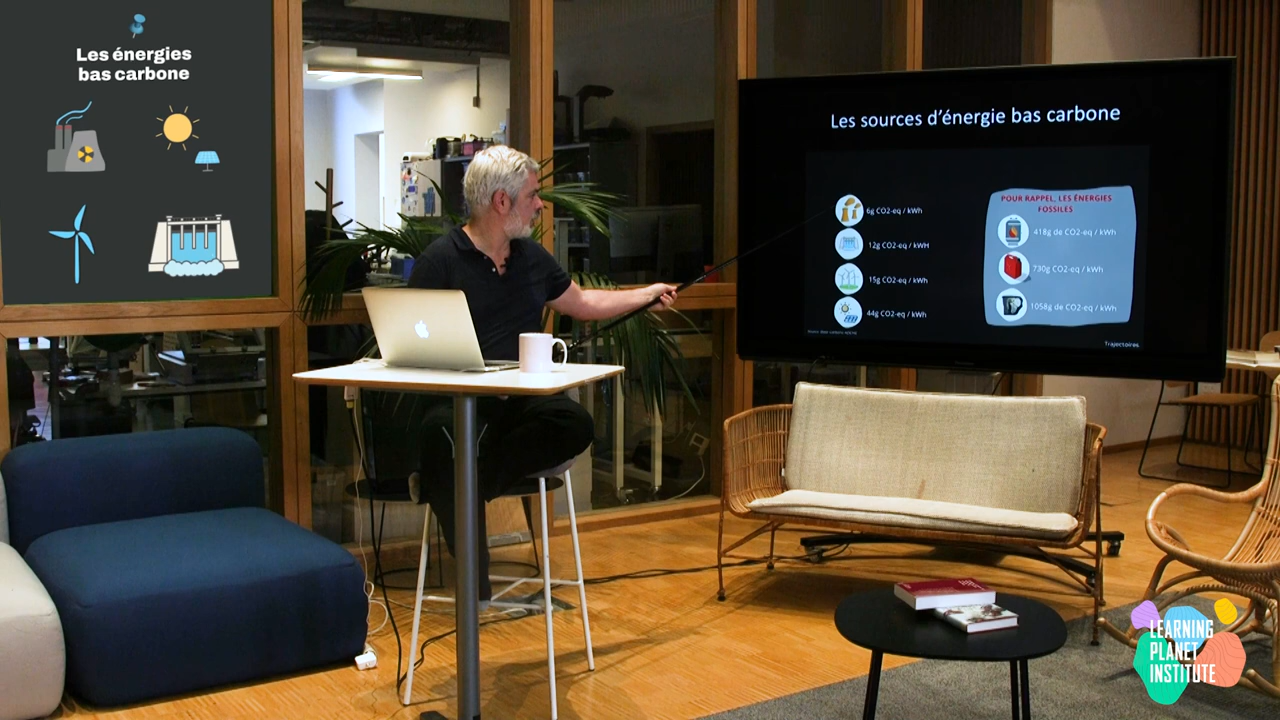 Les énergies
bas carbone
Les sources d'énergie bas carbone
6g CO2-eq / kWh
12g CO2-eq / kWH
15g CO2-eq / kWh
44g CO2-eq / kWh
POUR RAPPEL, LES ÉNERGIES
FOSSILES
418g de CO2-eq / kWh
730g CO2-eq / kWh
1058g de CO2-eq / kWh
Trajectoires
LEARNING
PLANET
INSTITUTE